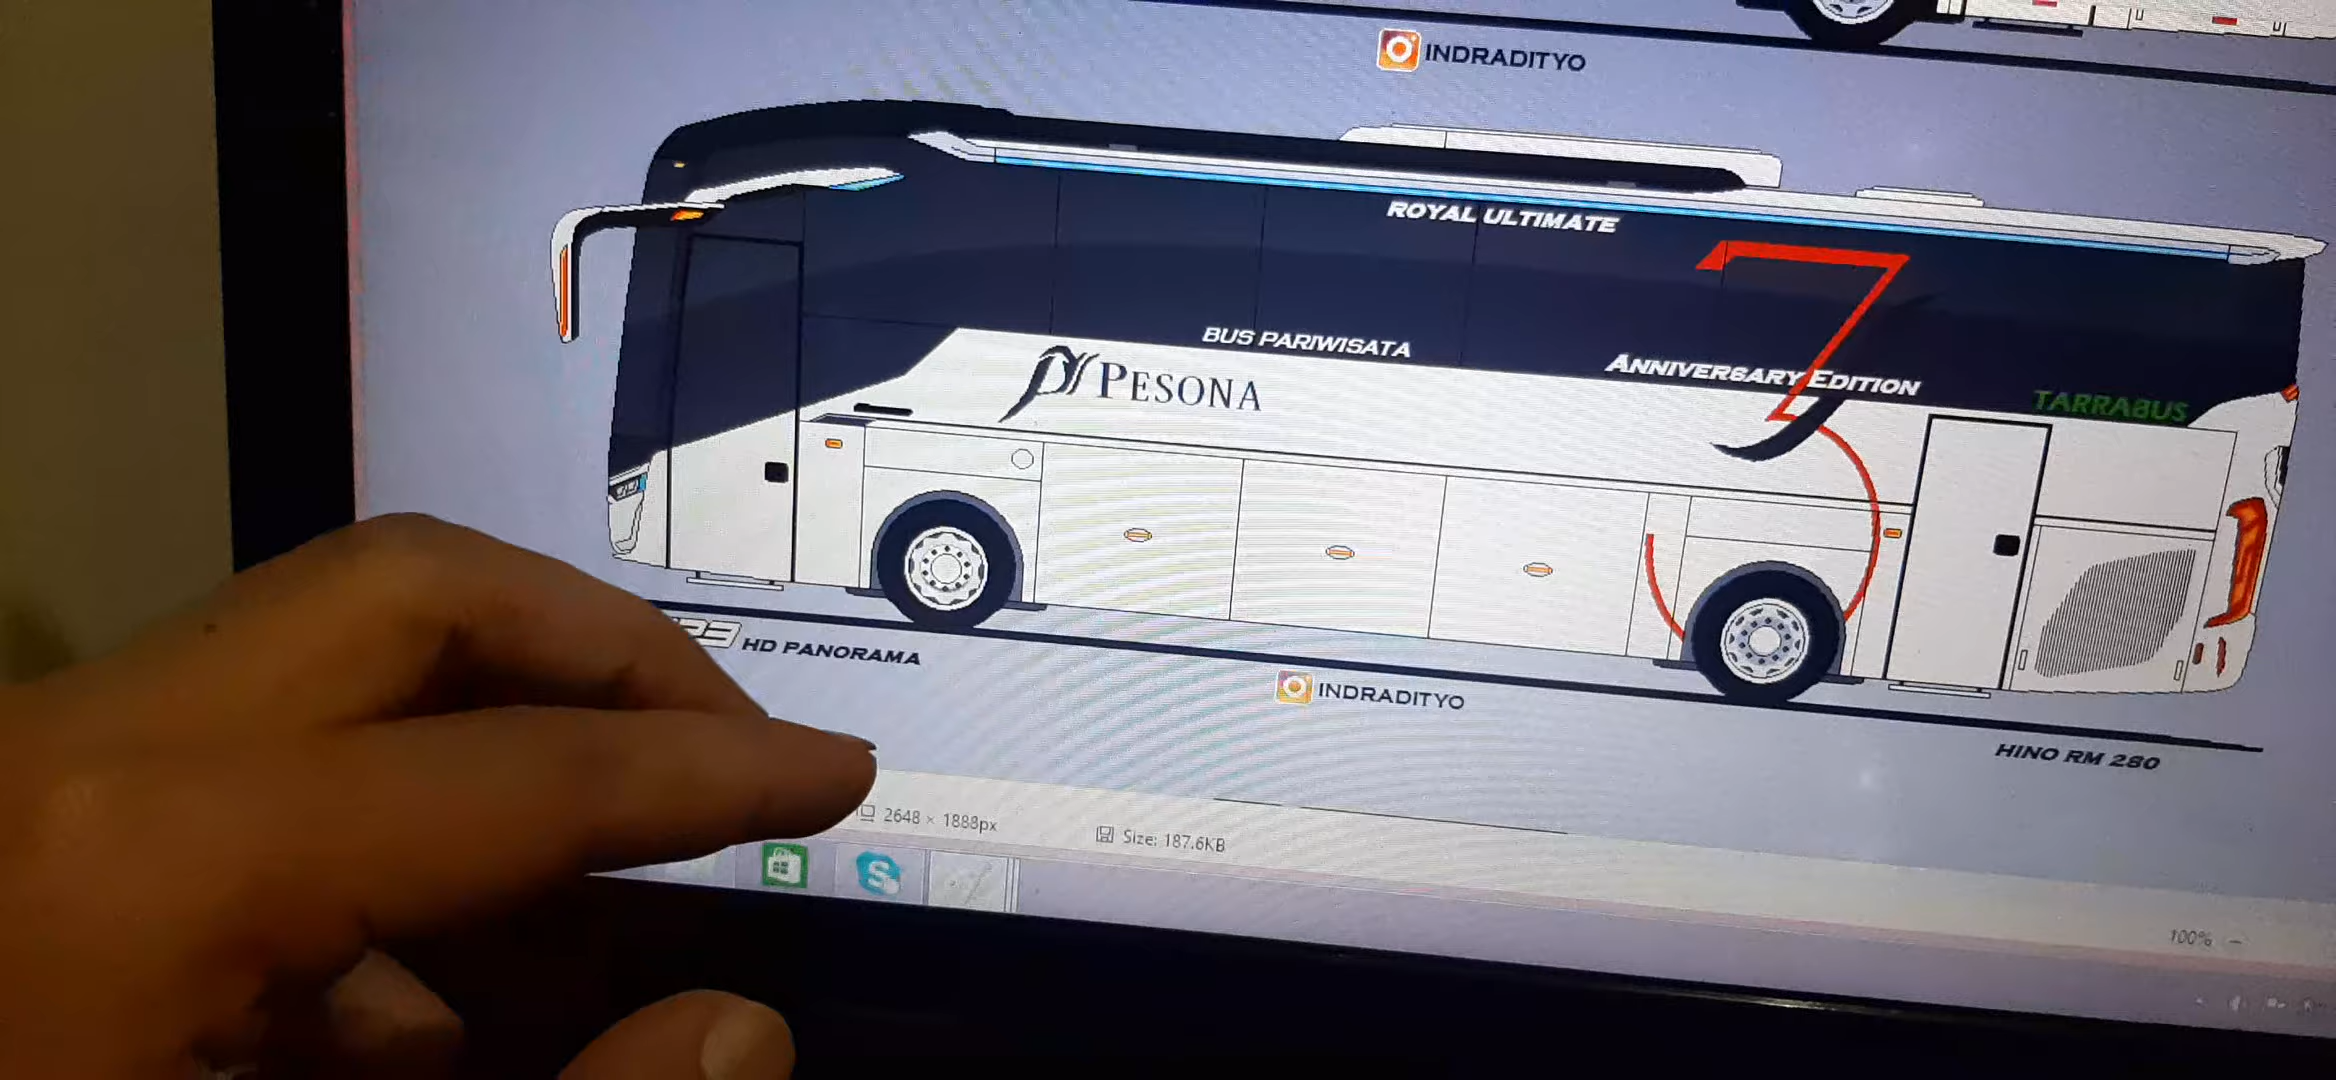 INDRADITYO
ROYAL ULTIMATE
BUS PARIWISATA
PESONA
ANNIVERSARY EDITION
TARRABUS
HD PANORAMA
INDRADITYO
HINO RM 280
2648 × 1888px
Size: 187.6KB
100%